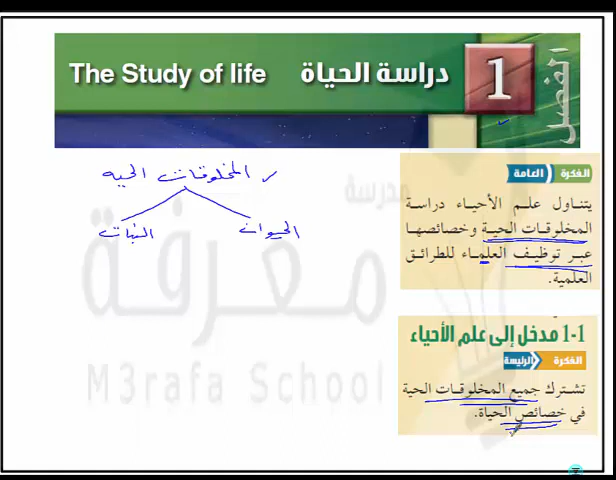 الفصل
1
دراسة الحياة The Study of life
المخلوقات الحيه
الحيوان
النبات
الفكرة العامة
يتناول علم الأحياء دراسة
المخلوقات الحية وخصائصها
عبر توظيف العلماء للطرائق
العلمية.
1-1 مدخل إلى علم الأحياء
الفكرة الرئيسة
تشترك جميع المخلوقات الحية
في خصائص الحياة.
مدرسة
معرفة
M3rafa School